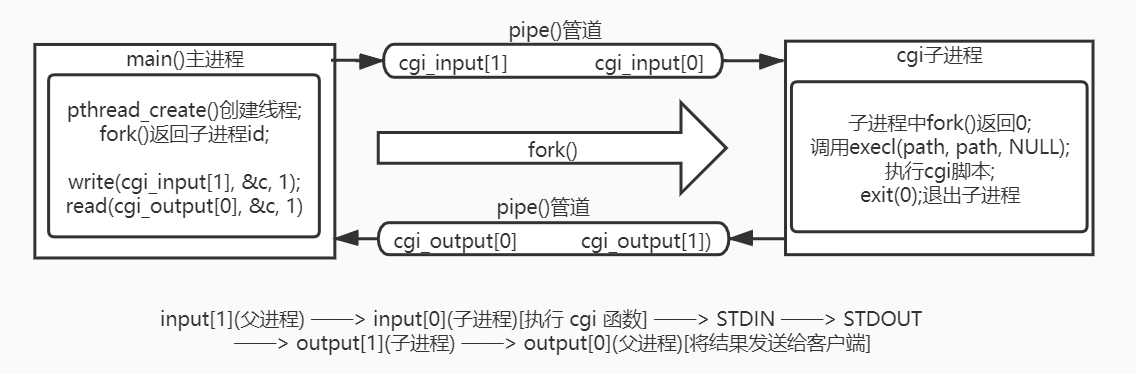 pipe()管道
main()主进程
cgi_input[1] cgi_input[0]
cgi子进程
pthread_create()创建线程;
fork()返回子进程id;
write(cgi_input[1], &c, 1);
read(cgi_output[0], &c, 1)
fork()
子进程中fork()返回0;
调用execl(path, path, NULL);
执行cgi脚本;
exit(0);退出子进程
pipe()管道
cgi_output[0] cgi_output[1])
input[1](父进程) ——> input[0](子进程)[执行 cgi 函数] ——> STDIN ——> STDOUT
——> output[1](子进程) ——> output[0](父进程)[将结果发送给客户端]